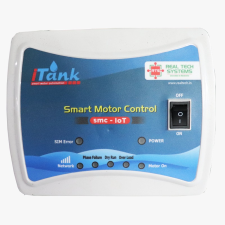 iTank
REAL TECH
SYSTEMS
OFF
Smart Motor Control
smc - IoT
ON
SIM Error
POWER
Phase Failure Dry Run Over Load
Network
Motor On